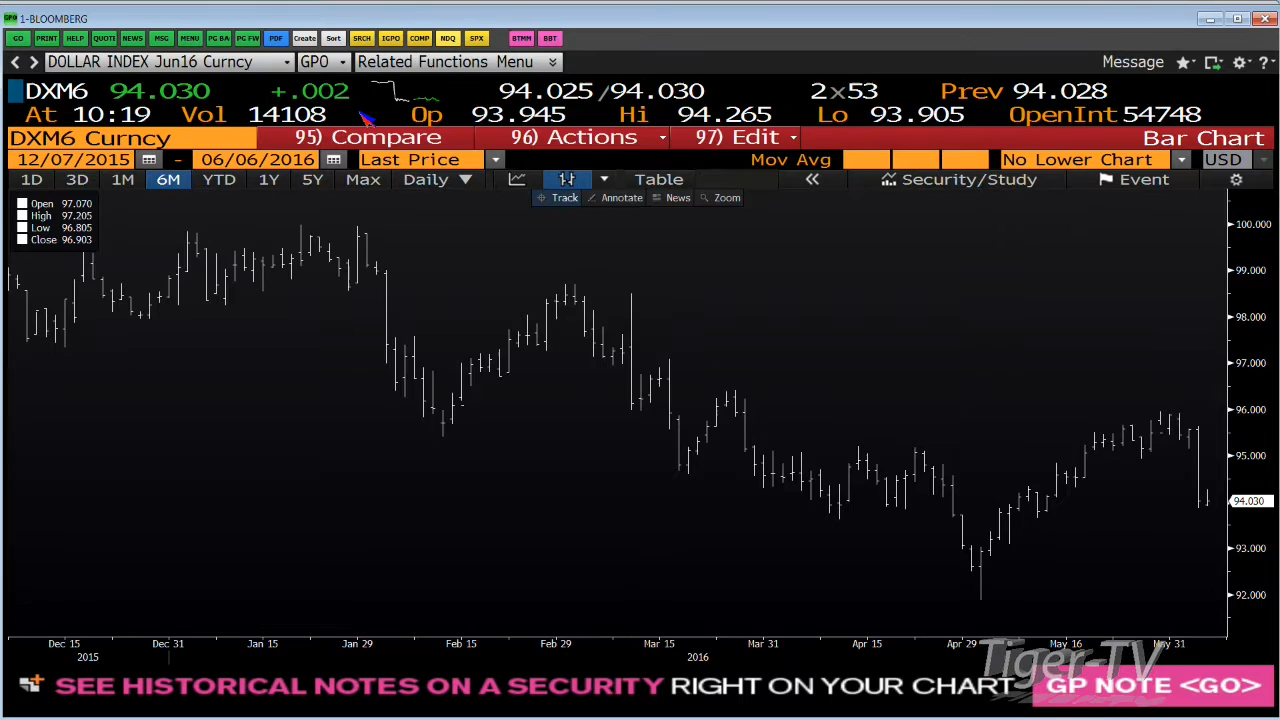 1-BLOOMBERG
GO PRINT HELP QUOTI NEWS MSG MENU PG BA PG FW PDF Create Sort SRCH IGPO COMP NDQ SPX BTMM BBT
DOLLAR INDEX Jun16 Curncy GPO Related Functions Menu Message
DXM6 94.030 +.002 94.025/94.030 2x53 Prev 94.028
At 10:19 Vol 14108 Op 93.945 Hi 94.265 Lo 93.905 OpenInt 54748
DXM6 Curncy 95) Compare 96) Actions 97) Edit Bar Chart
12/07/2015 - 06/06/2016 Last Price Mov Avg No Lower Chart USD
1D 3D 1M 6M YTD 1Y 5Y Max Daily Table Security/Study Event
Track Annotate News Zoom
Open 97.070
High 97.205
Low 96.805
Close 96.903
100.000
99.000
98.000
97.000
96.000
95.000
94.030
93.000
92.000
Dec 15 Dec 31 Jan 15 Jan 29 Feb 15 Feb 29 Mar 15 Mar 31 Apr 15 Apr 29 May 16 May 31
2015 2016
Tiger-TV
SEE HISTORICAL NOTES ON A SECURITY RIGHT ON YOUR CHART GP NOTE <GO>